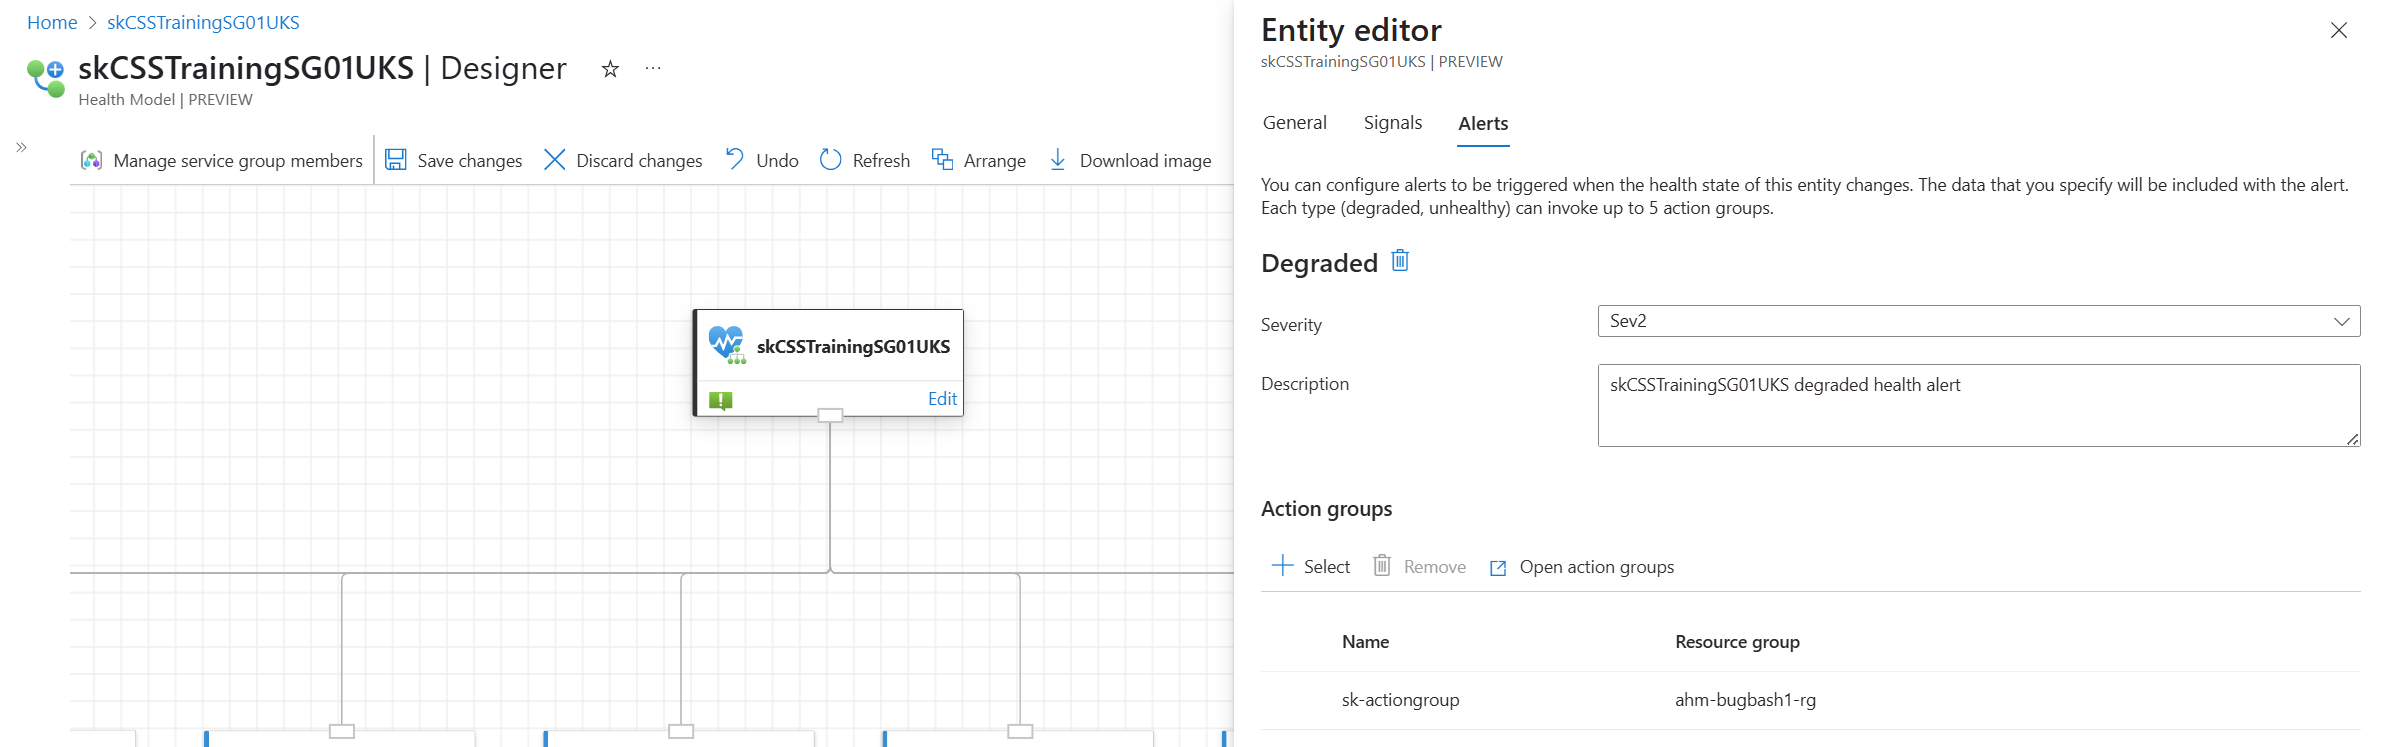 Home > skCSSTrainingSG01UKS
skCSSTrainingSG01UKS | Designer
Health Model | PREVIEW
Manage service group members
Save changes
Discard changes
Undo
Refresh
Arrange
Download image
skCSSTrainingSG01UKS
Edit
Entity editor
skCSSTrainingSG01UKS | PREVIEW
General
Signals
Alerts
You can configure alerts to be triggered when the health state of this entity changes. The data that you specify will be included with the alert.
Each type (degraded, unhealthy) can invoke up to 5 action groups.
Degraded
Severity
Sev2
Description
skCSSTrainingSG01UKS degraded health alert
Action groups
Select
Remove
Open action groups
Name
Resource group
sk-actiongroup
ahm-bugbash1-rg